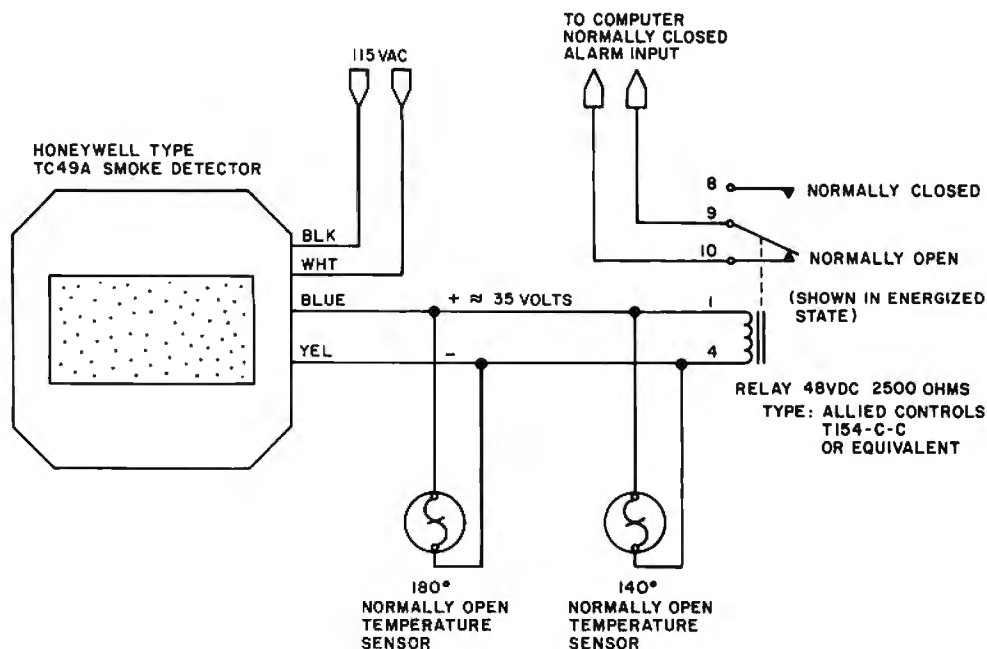 TO COMPUTER
NORMALLY CLOSED
ALARM INPUT
115VAC
HONEYWELL TYPE
TC49A SMOKE DETECTOR
8
NORMALLY CLOSED
9
BLK
10
NORMALLY OPEN
WHT
BLUE
+ ≈ 35 VOLTS
1
(SHOWN IN ENERGIZED
STATE)
YEL
–
4
RELAY 48VDC 2500 OHMS
TYPE: ALLIED CONTROLS
T154-C-C
OR EQUIVALENT
180°
NORMALLY OPEN
TEMPERATURE
SENSOR
140°
NORMALLY OPEN
TEMPERATURE
SENSOR